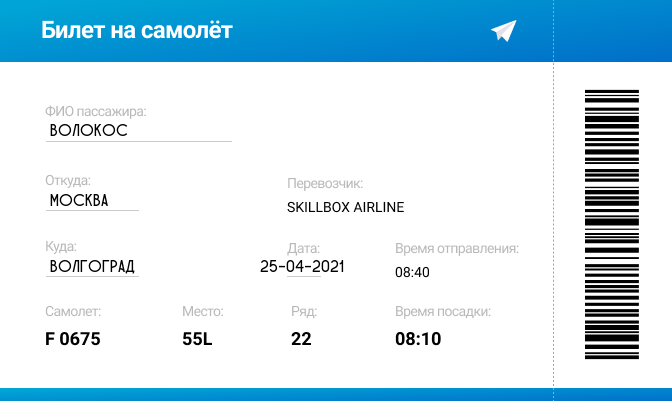 Билет на самолёт
ФИО пассажира:
ВОЛОКОС
Откуда:
МОСКВА
Перевозчик:
SKILLBOX AIRLINE
Куда:
ВОЛГОГРАД
Дата:
25-04-2021
Время отправления:
08:40
Самолет:
F 0675
Место:
55L
Ряд:
22
Время посадки:
08:10